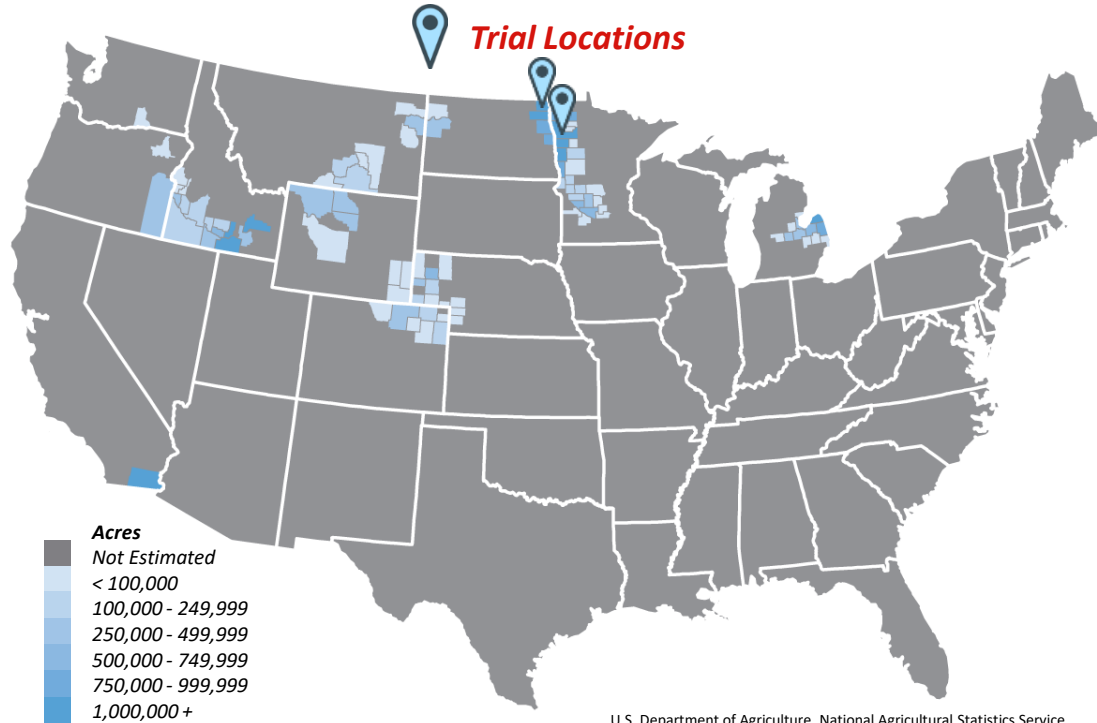 Trial Locations
Acres
Not Estimated
< 100,000
100,000 - 249,999
250,000 - 499,999
500,000 - 749,999
750,000 - 999,999
1,000,000 +
U.S. Department of Agriculture, National Agricultural Statistics Service